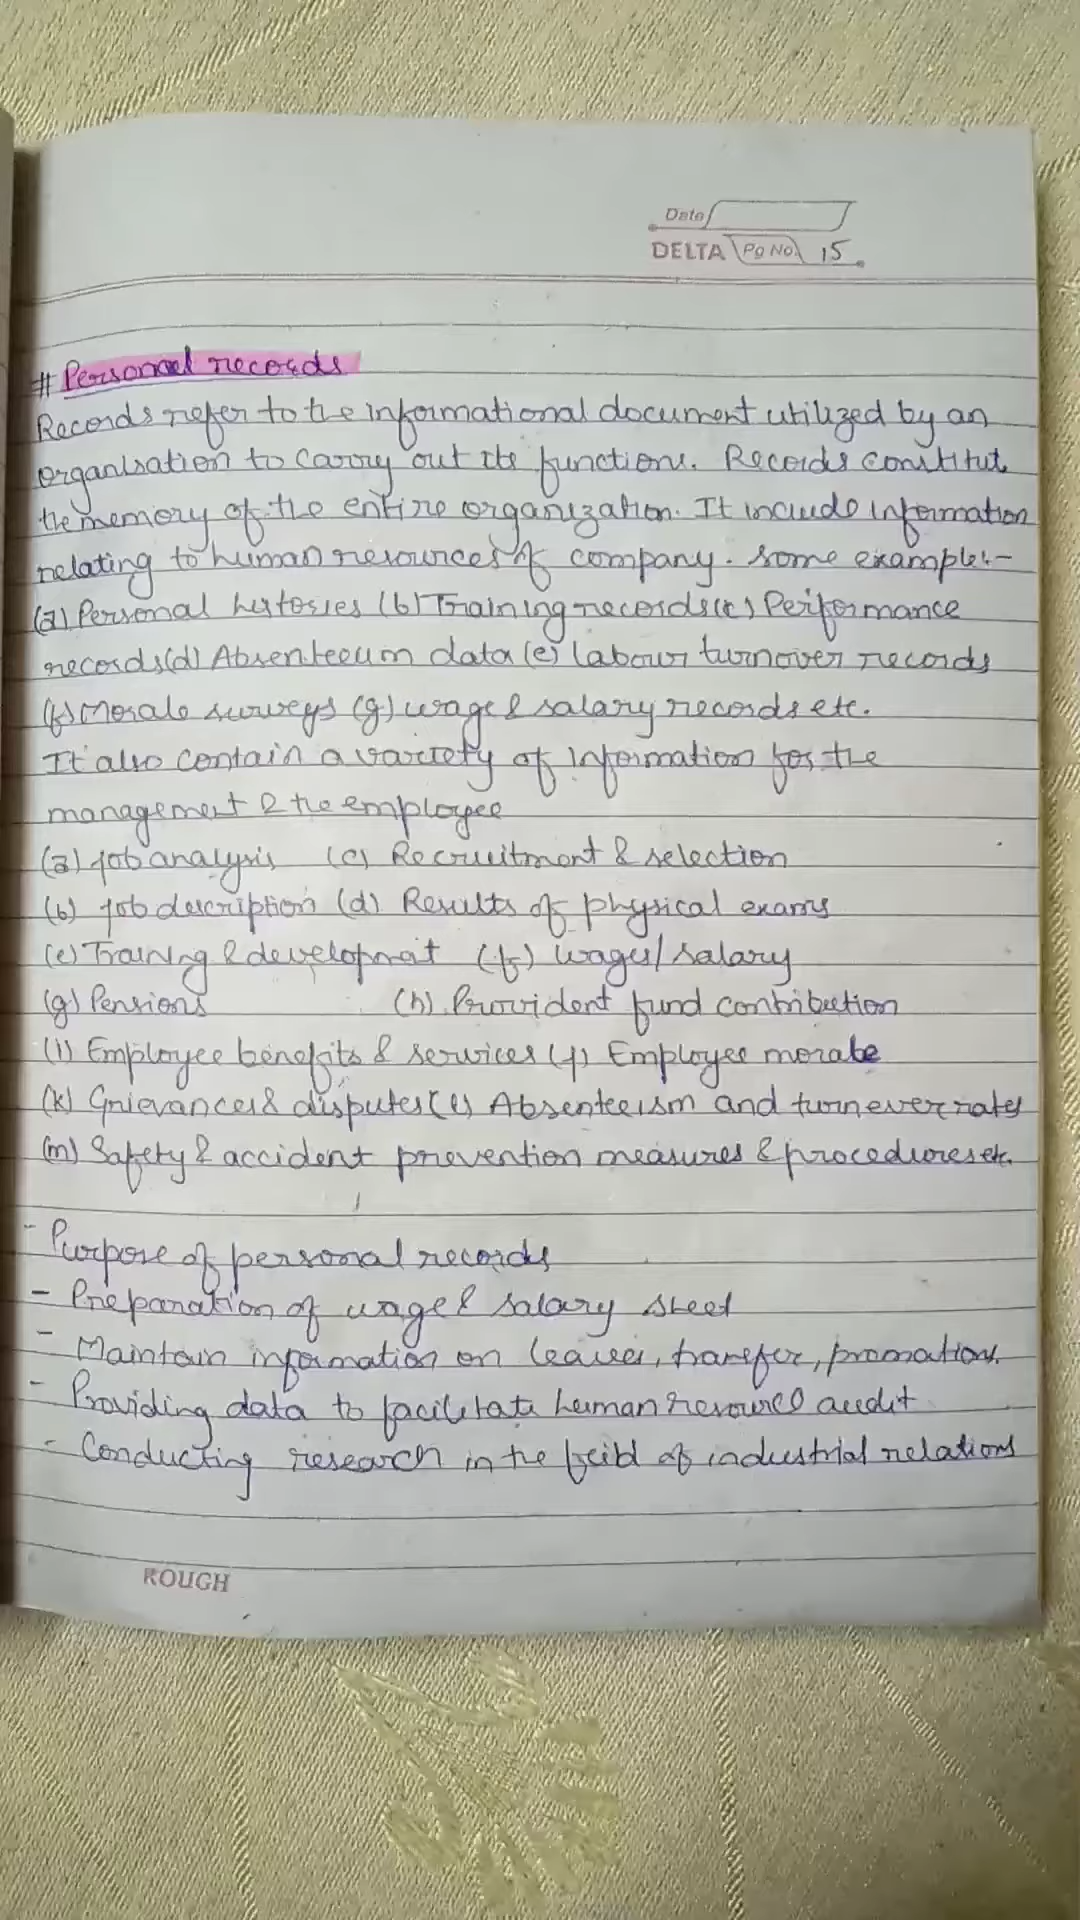 Date
DELTA Pg No. 15
# Personael records
Records refer to the informational document utilized by an
organisation to carry out its functions. Records constitut
the memory of the entire organization. It include information
relating to human resources of company. some example:-
(a) Personal histories (b) Training records (c) Performance
records (d) Absenteeism data (e) labour turnover records
(f) Morale surveys (g) wage & salary records etc.
It also contain a variety of information for the
management & the employee
(a) job analysis (c) Recruitment & selection
(b) job description (d) Results of physical exams
(e) Training & development (f) Wages/salary
(g) Pensions (h) Provident fund contribution
(i) Employee benefits & services (j) Employee morale
(k) Grievances & disputes (l) Absenteeism and turnever rates
(m) Safety & accident prevention measures & procedures etc.
- Purpose of personal records
- Preparation of wage & salary sheet
- Maintain information on leaves, transfer, promations.
- Providing data to facilitate human resource audit
- Conducting research in the feild of industrial relations
ROUGH